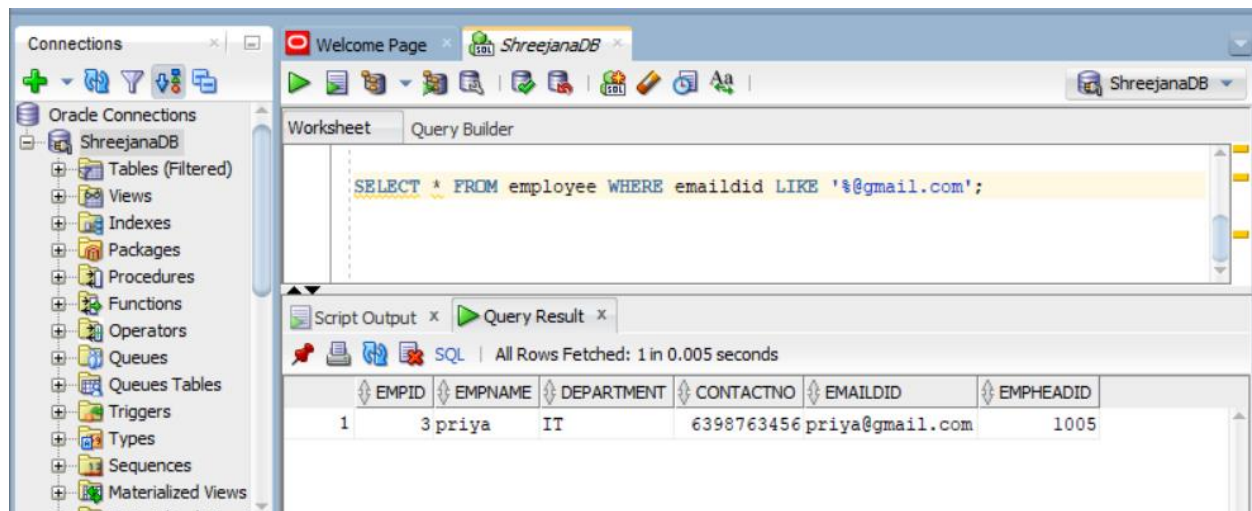 Connections
Welcome Page
ShreejanaDB
ShreejanaDB
Oracle Connections
ShreejanaDB
Tables (Filtered)
Views
Indexes
Packages
Procedures
Functions
Operators
Queues
Queues Tables
Triggers
Types
Sequences
Materialized Views
Worksheet Query Builder
SELECT * FROM employee WHERE emaildid LIKE '%@gmail.com';
Script Output x Query Result x
SQL | All Rows Fetched: 1 in 0.005 seconds
EMPID EMPNAME DEPARTMENT CONTACTNO EMAILDID EMPHEADID
1 3 priya IT 6398763456 priya@gmail.com 1005